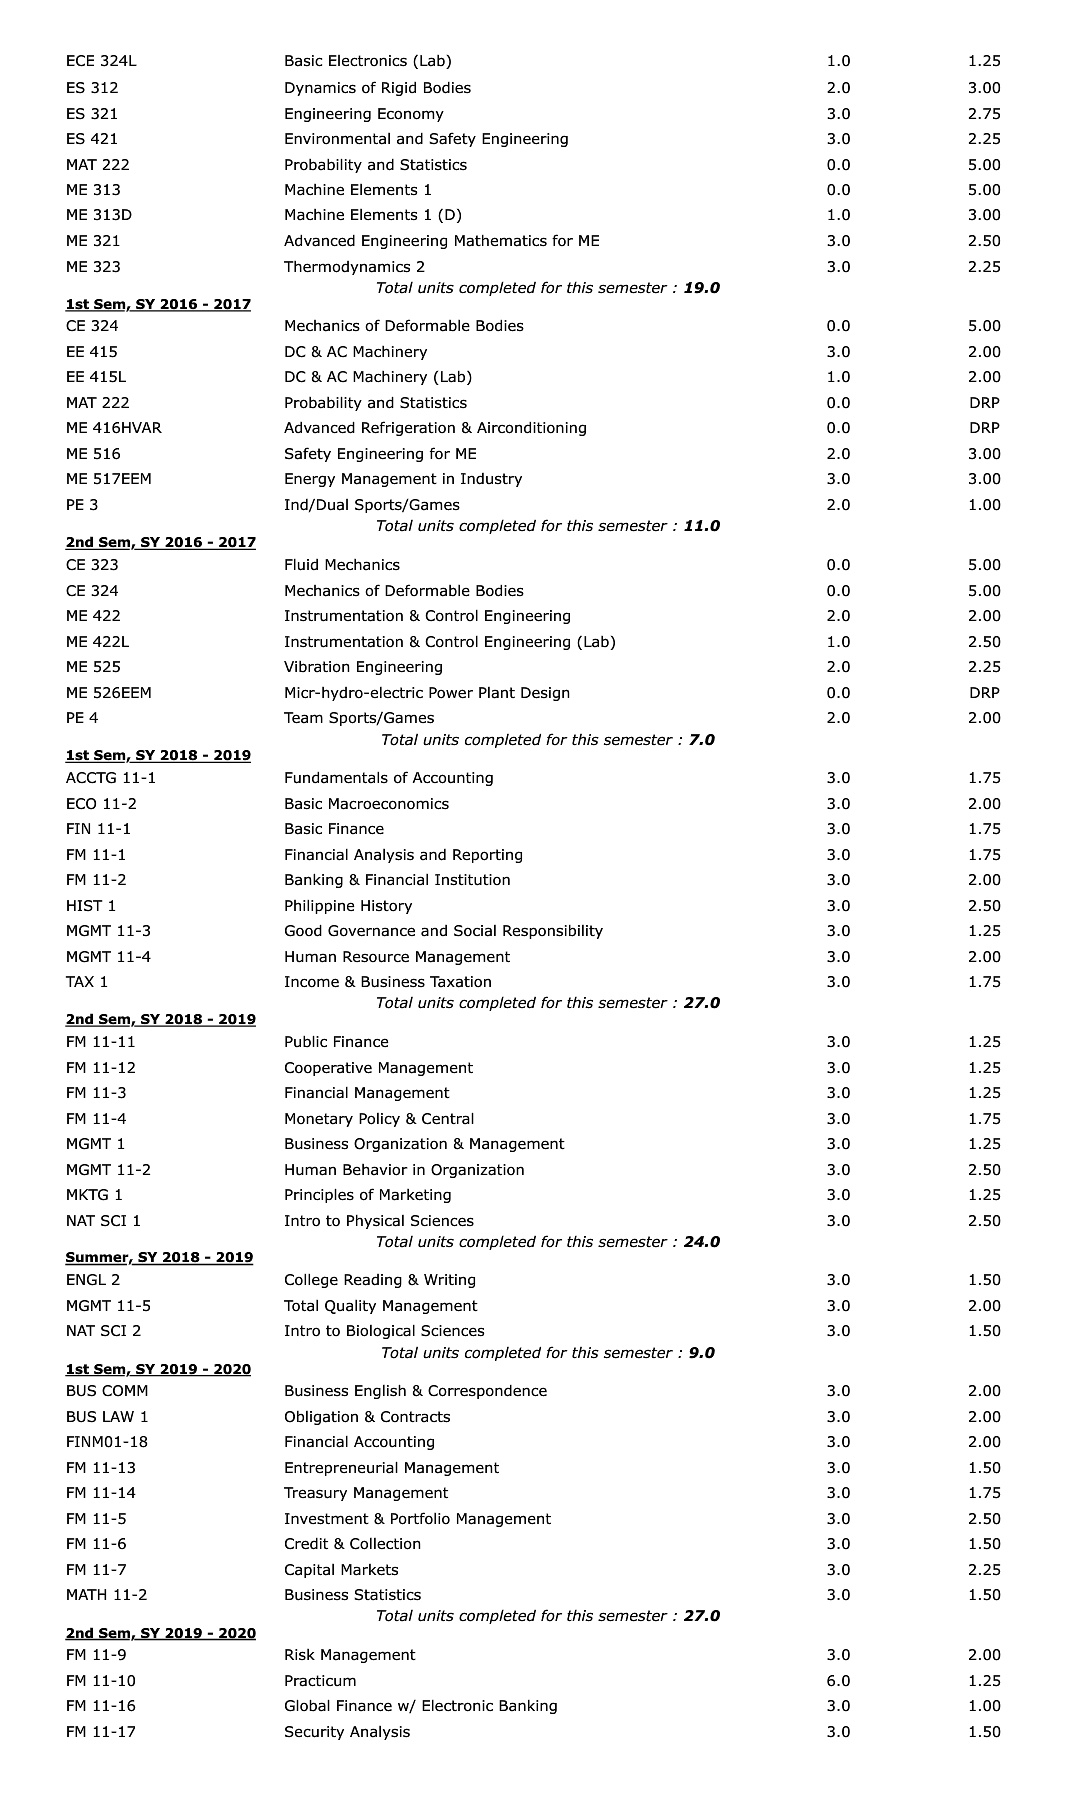 ECE 324L Basic Electronics (Lab) 1.0 1.25
ES 312 Dynamics of Rigid Bodies 2.0 3.00
ES 321 Engineering Economy 3.0 2.75
ES 421 Environmental and Safety Engineering 3.0 2.25
MAT 222 Probability and Statistics 0.0 5.00
ME 313 Machine Elements 1 0.0 5.00
ME 313D Machine Elements 1 (D) 1.0 3.00
ME 321 Advanced Engineering Mathematics for ME 3.0 2.50
ME 323 Thermodynamics 2 3.0 2.25
Total units completed for this semester : 19.0
1st Sem, SY 2016 - 2017
CE 324 Mechanics of Deformable Bodies 0.0 5.00
EE 415 DC & AC Machinery 3.0 2.00
EE 415L DC & AC Machinery (Lab) 1.0 2.00
MAT 222 Probability and Statistics 0.0 DRP
ME 416HVAR Advanced Refrigeration & Airconditioning 0.0 DRP
ME 516 Safety Engineering for ME 2.0 3.00
ME 517EEM Energy Management in Industry 3.0 3.00
PE 3 Ind/Dual Sports/Games 2.0 1.00
Total units completed for this semester : 11.0
2nd Sem, SY 2016 - 2017
CE 323 Fluid Mechanics 0.0 5.00
CE 324 Mechanics of Deformable Bodies 0.0 5.00
ME 422 Instrumentation & Control Engineering 2.0 2.00
ME 422L Instrumentation & Control Engineering (Lab) 1.0 2.50
ME 525 Vibration Engineering 2.0 2.25
ME 526EEM Micr-hydro-electric Power Plant Design 0.0 DRP
PE 4 Team Sports/Games 2.0 2.00
Total units completed for this semester : 7.0
1st Sem, SY 2018 - 2019
ACCTG 11-1 Fundamentals of Accounting 3.0 1.75
ECO 11-2 Basic Macroeconomics 3.0 2.00
FIN 11-1 Basic Finance 3.0 1.75
FM 11-1 Financial Analysis and Reporting 3.0 1.75
FM 11-2 Banking & Financial Institution 3.0 2.00
HIST 1 Philippine History 3.0 2.50
MGMT 11-3 Good Governance and Social Responsibility 3.0 1.25
MGMT 11-4 Human Resource Management 3.0 2.00
TAX 1 Income & Business Taxation 3.0 1.75
Total units completed for this semester : 27.0
2nd Sem, SY 2018 - 2019
FM 11-11 Public Finance 3.0 1.25
FM 11-12 Cooperative Management 3.0 1.25
FM 11-3 Financial Management 3.0 1.25
FM 11-4 Monetary Policy & Central 3.0 1.75
MGMT 1 Business Organization & Management 3.0 1.25
MGMT 11-2 Human Behavior in Organization 3.0 2.50
MKTG 1 Principles of Marketing 3.0 1.25
NAT SCI 1 Intro to Physical Sciences 3.0 2.50
Total units completed for this semester : 24.0
Summer, SY 2018 - 2019
ENGL 2 College Reading & Writing 3.0 1.50
MGMT 11-5 Total Quality Management 3.0 2.00
NAT SCI 2 Intro to Biological Sciences 3.0 1.50
Total units completed for this semester : 9.0
1st Sem, SY 2019 - 2020
BUS COMM Business English & Correspondence 3.0 2.00
BUS LAW 1 Obligation & Contracts 3.0 2.00
FINM01-18 Financial Accounting 3.0 2.00
FM 11-13 Entrepreneurial Management 3.0 1.50
FM 11-14 Treasury Management 3.0 1.75
FM 11-5 Investment & Portfolio Management 3.0 2.50
FM 11-6 Credit & Collection 3.0 1.50
FM 11-7 Capital Markets 3.0 2.25
MATH 11-2 Business Statistics 3.0 1.50
Total units completed for this semester : 27.0
2nd Sem, SY 2019 - 2020
FM 11-9 Risk Management 3.0 2.00
FM 11-10 Practicum 6.0 1.25
FM 11-16 Global Finance w/ Electronic Banking 3.0 1.00
FM 11-17 Security Analysis 3.0 1.50